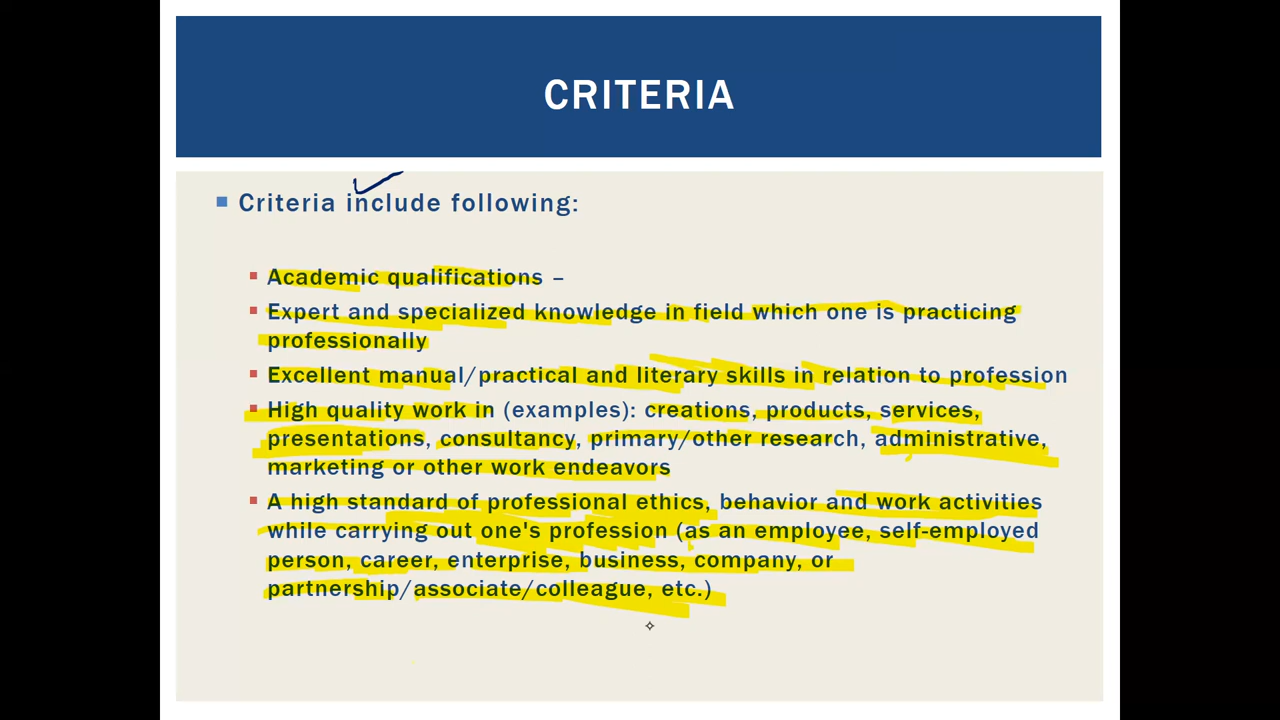 CRITERIA
Criteria include following:
Academic qualifications –
Expert and specialized knowledge in field which one is practicing
professionally
Excellent manual/practical and literary skills in relation to profession
High quality work in (examples): creations, products, services,
presentations, consultancy, primary/other research, administrative,
marketing or other work endeavors
A high standard of professional ethics, behavior and work activities
while carrying out one's profession (as an employee, self-employed
person, career, enterprise, business, company, or
partnership/associate/colleague, etc.)